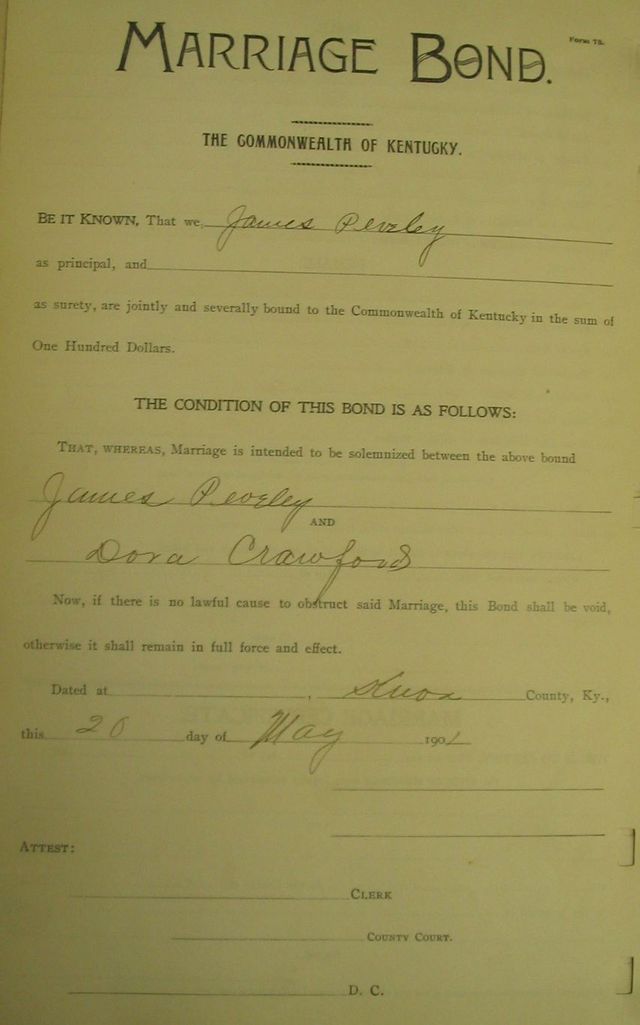 Form 75.
MARRIAGE BOND.
THE COMMONWEALTH OF KENTUCKY.
BE IT KNOWN, That we, James Peveley
as principal, and
as surety, are jointly and severally bound to the Commonwealth of Kentucky in the sum of
One Hundred Dollars.
THE CONDITION OF THIS BOND IS AS FOLLOWS:
THAT, WHEREAS, Marriage is intended to be solemnized between the above bound
James Peveley
AND
Dora Crawford
Now, if there is no lawful cause to obstruct said Marriage, this Bond shall be void,
otherwise it shall remain in full force and effect.
Dated at , Knox County, Ky.,
this 20 day of May 1901
ATTEST:
CLERK
COUNTY COURT.
D. C.